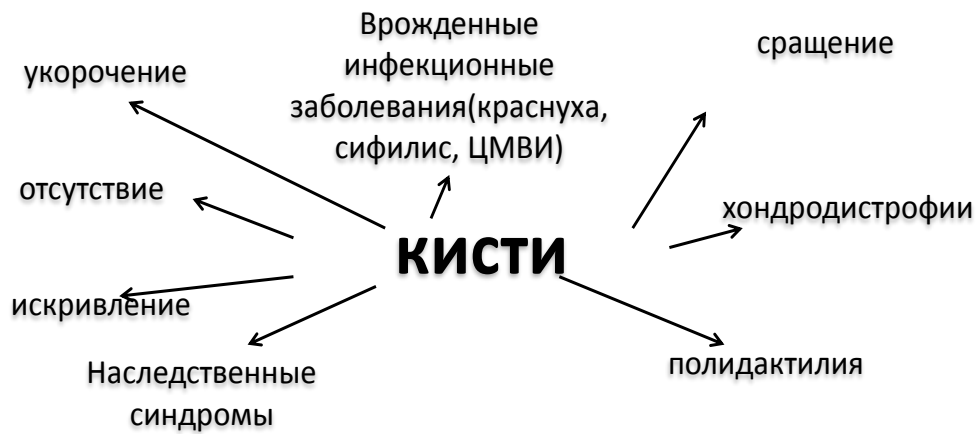 Врожденные
инфекционные
заболевания(краснуха,
сифилис, ЦМВИ)
сращение
укорочение
отсутствие
хондродистрофии
кисти
искривление
Наследственные
синдромы
полидактилия